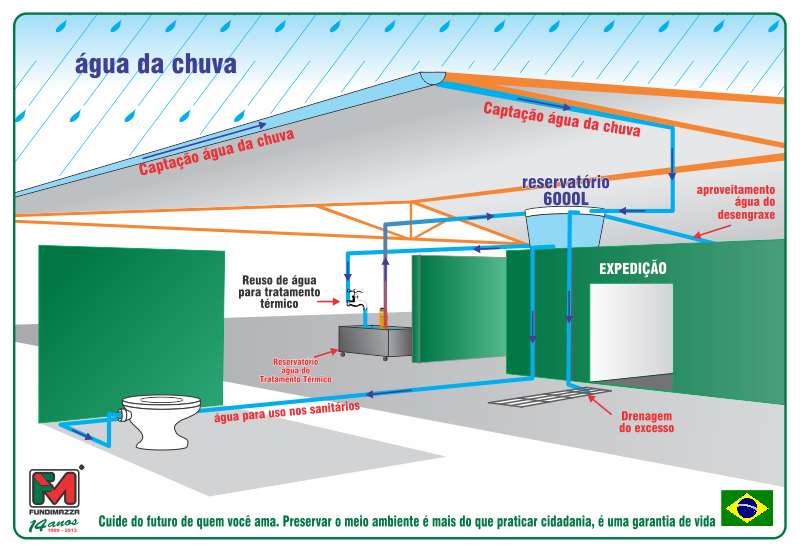 água da chuva
Captação água da chuva
Captação água da chuva
reservatório
6000L
aproveitamento
água do
desengraxe
EXPEDIÇÃO
Reuso de água
para tratamento
térmico
Reservatório
água do
Tratamento Térmico
água para uso nos sanitários
Drenagem
do excesso
FM
FUNDIMAZZA
14 anos
1999 - 2013
Cuide do futuro de quem você ama. Preservar o meio ambiente é mais do que praticar cidadania, é uma garantia de vida